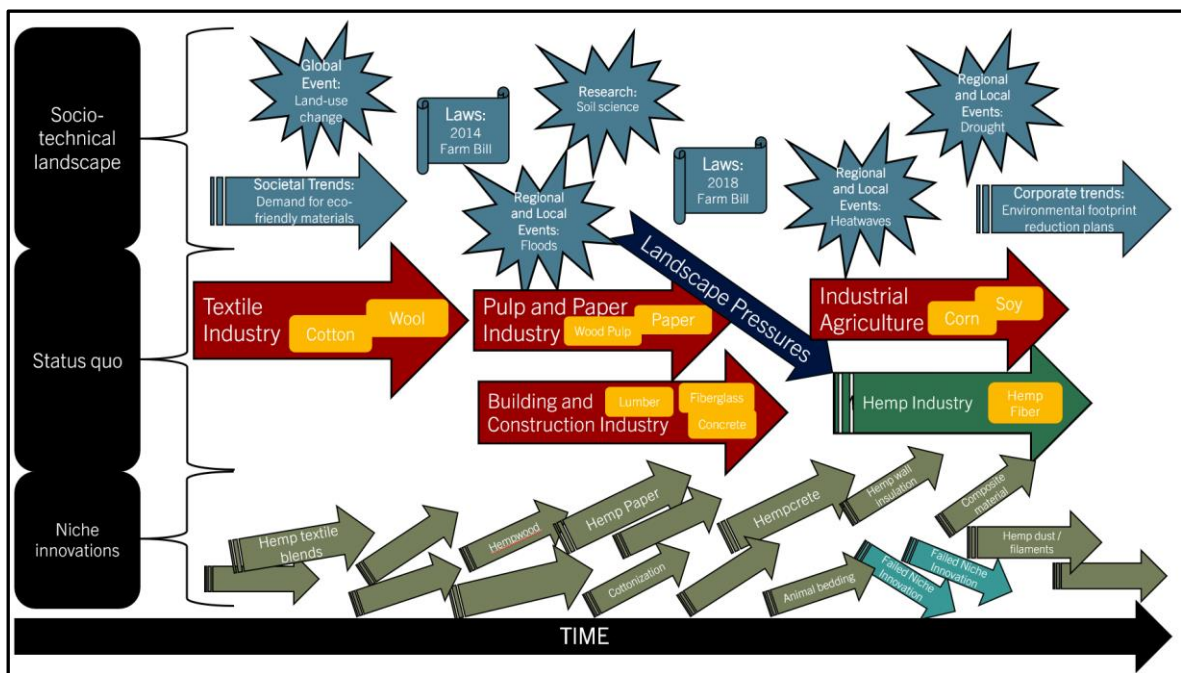 Socio-
technical
landscape
Global
Event:
Land-use
change
Laws:
2014
Farm Bill
Research:
Soil science
Laws:
2018
Farm Bill
Regional
and Local
Events:
Drought
Societal Trends:
Demand for eco-
friendly materials
Regional
and Local
Events:
Floods
Regional
and Local
Events:
Heatwaves
Corporate trends:
Environmental footprint
reduction plans
Landscape Pressures
Status quo
Textile
Industry
Cotton
Wool
Pulp and Paper
Industry
Wood Pulp
Paper
Industrial
Agriculture
Corn
Soy
Building and
Construction Industry
Lumber
Fiberglass
Concrete
Hemp Industry
Hemp
Fiber
Niche
innovations
Hemp textile
blends
Hempwood
Hemp Paper
Cottonization
Hempcrete
Animal bedding
Hemp wall
insulation
Failed Niche
Innovation
Failed Niche
Innovation
Composite
material
Hemp dust /
filaments
TIME